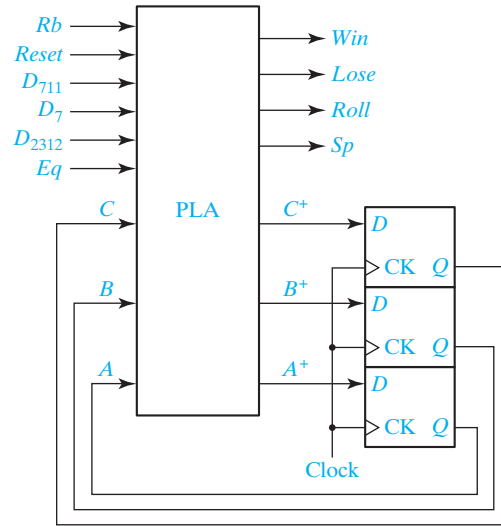 Rb
Reset
D₇₁₁
D₇
D₂₃₁₂
Eq
C
B
A
PLA
Win
Lose
Roll
Sp
C⁺
B⁺
A⁺
D
CK Q
D
CK Q
D
CK Q
Clock